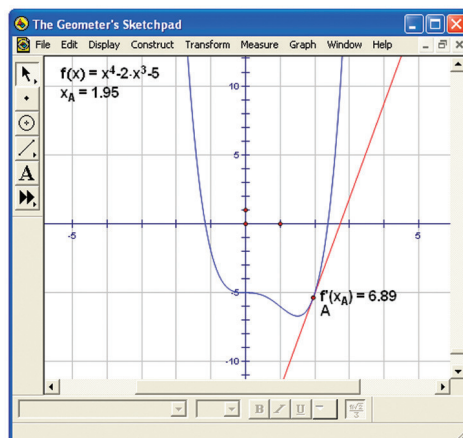 The Geometer's Sketchpad
File Edit Display Construct Transform Measure Graph Window Help
f(x) = x⁴-2·x³-5
x_A = 1.95
10
5
-5
5
-5
f'(x_A) = 6.89
A
-10
A
B I U